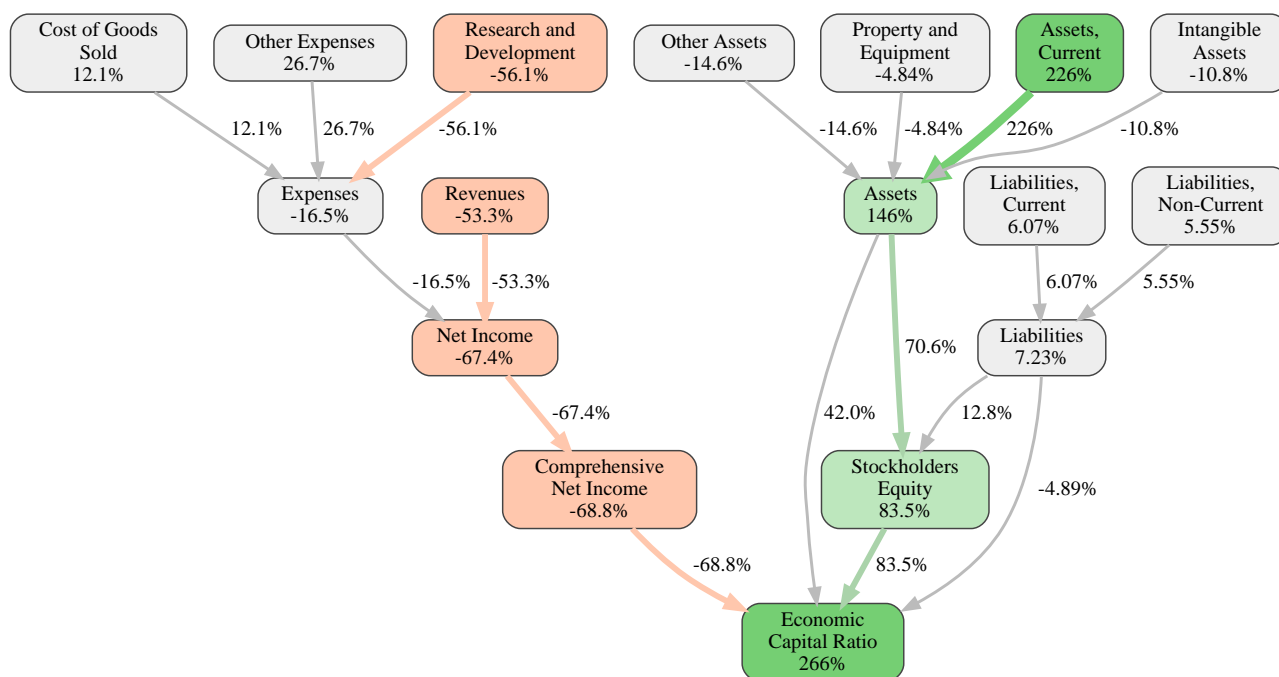 Cost of Goods
Sold
12.1%
Other Expenses
26.7%
Research and
Development
-56.1%
Other Assets
-14.6%
Property and
Equipment
-4.84%
Assets,
Current
226%
Intangible
Assets
-10.8%
12.1%
26.7%
-56.1%
-14.6%
-4.84%
226%
-10.8%
Expenses
-16.5%
Revenues
-53.3%
Assets
146%
Liabilities,
Current
6.07%
Liabilities,
Non-Current
5.55%
-16.5%
-53.3%
6.07%
5.55%
Net Income
-67.4%
70.6%
Liabilities
7.23%
-67.4%
42.0%
12.8%
Comprehensive
Net Income
-68.8%
Stockholders
Equity
83.5%
-4.89%
-68.8%
83.5%
Economic
Capital Ratio
266%